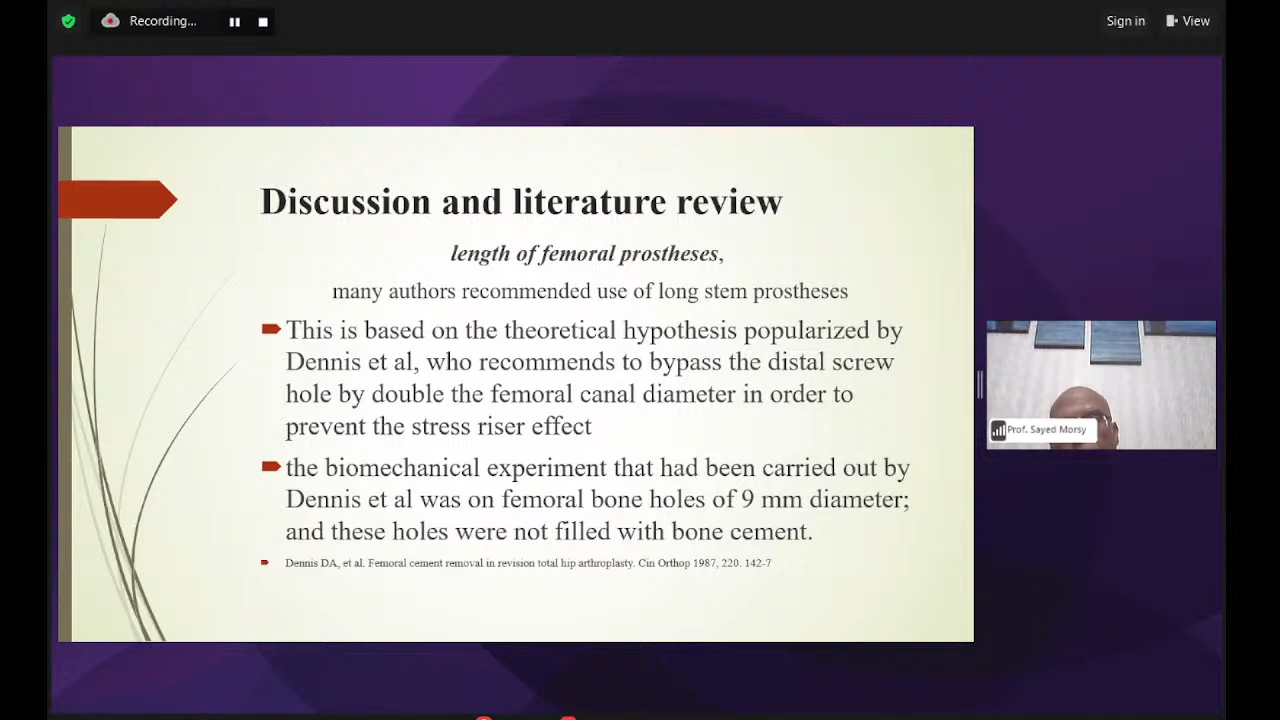 Recording...
Sign in
View
Discussion and literature review
length of femoral prostheses,
many authors recommended use of long stem prostheses
This is based on the theoretical hypothesis popularized by
Dennis et al, who recommends to bypass the distal screw
hole by double the femoral canal diameter in order to
prevent the stress riser effect
the biomechanical experiment that had been carried out by
Dennis et al was on femoral bone holes of 9 mm diameter;
and these holes were not filled with bone cement.
Dennis DA, et al. Femoral cement removal in revision total hip arthroplasty. Cin Orthop 1987, 220. 142-7
Prof. Sayed Morsy